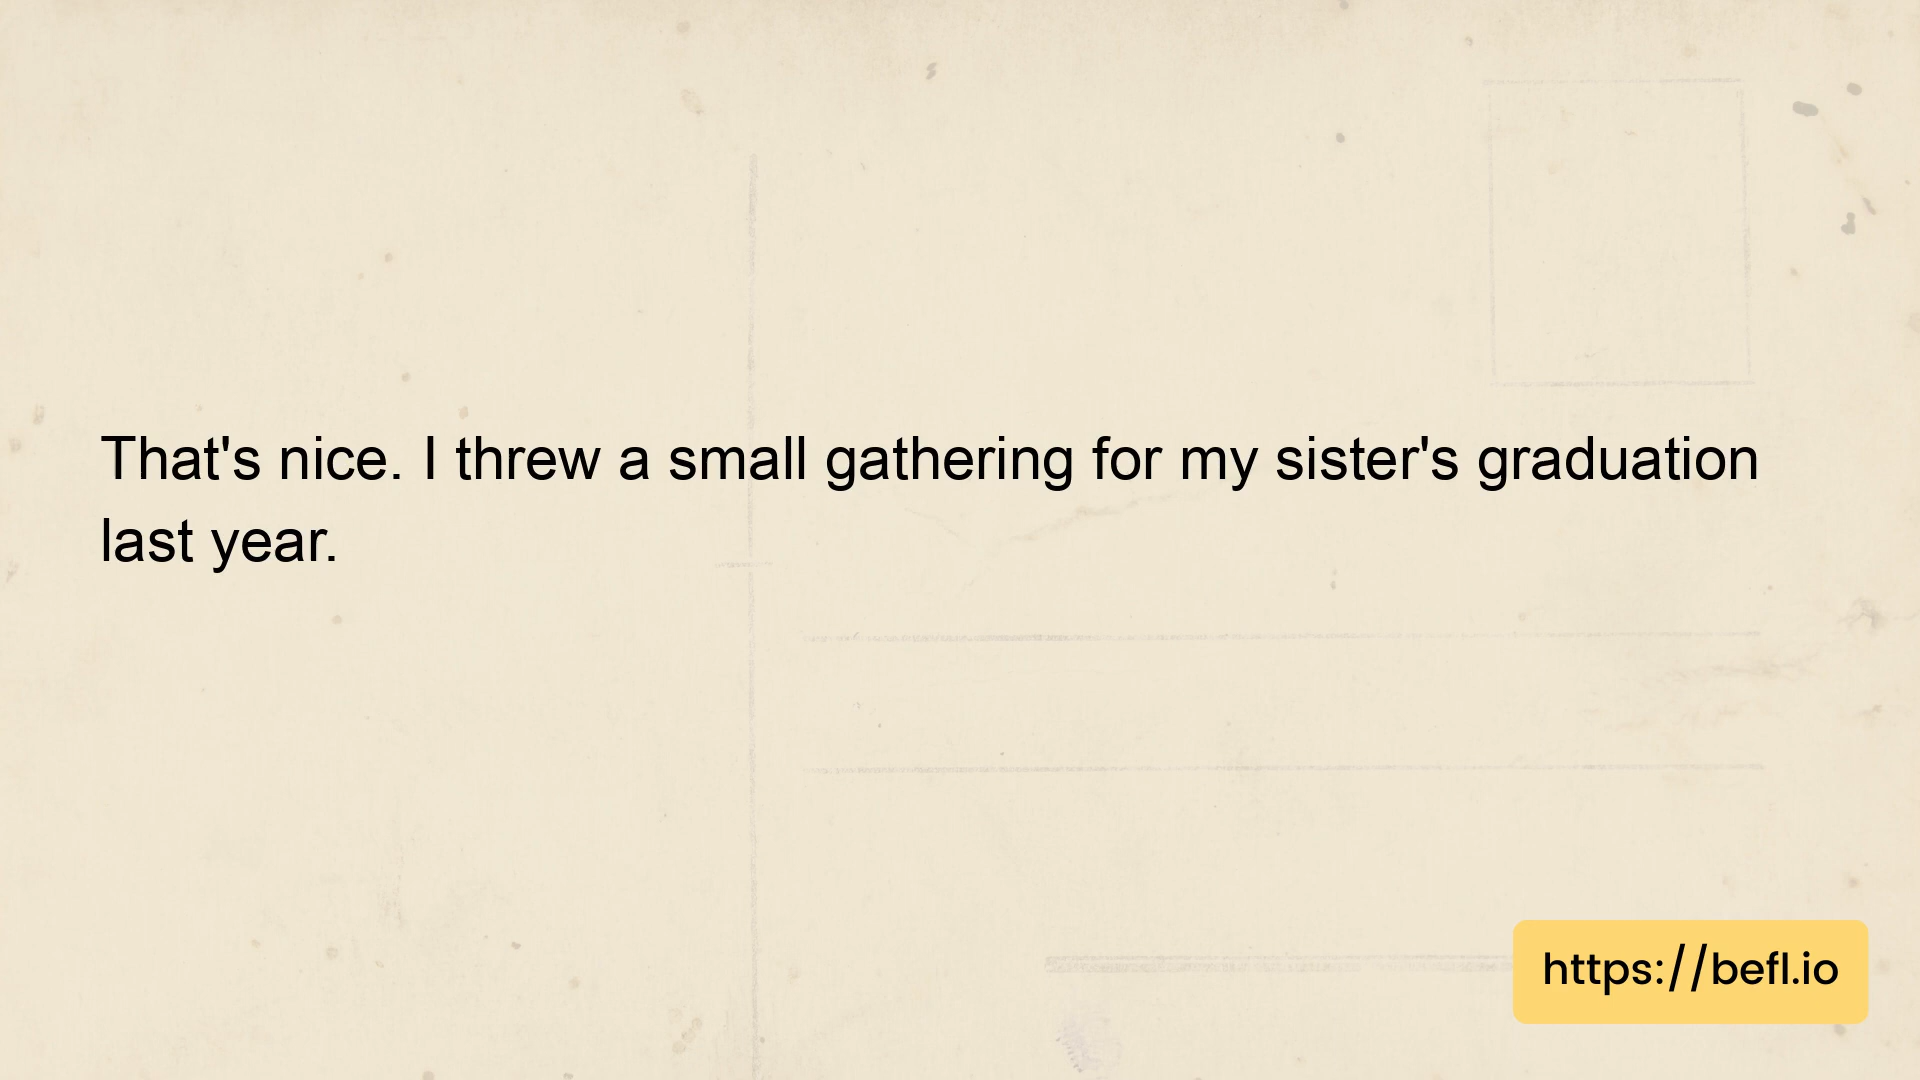 That's nice. I threw a small gathering for my sister's graduation
last year.
https://befl.io